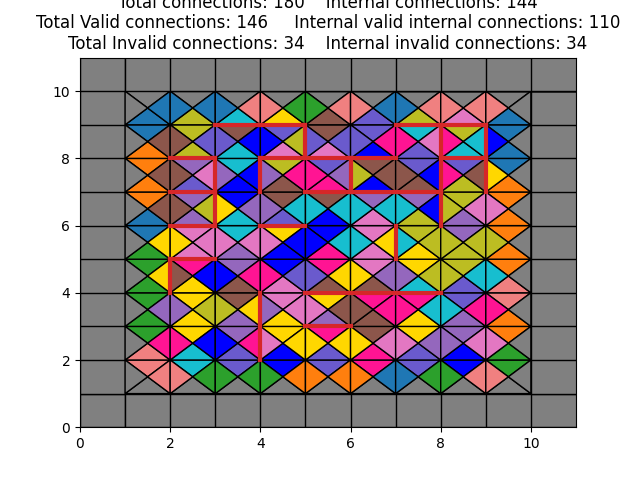 Total connections: 180    Internal connections: 144
Total Valid connections: 146     Internal valid internal connections: 110
Total Invalid connections: 34    Internal invalid connections: 34
10
8
6
4
2
0
0 2 4 6 8 10